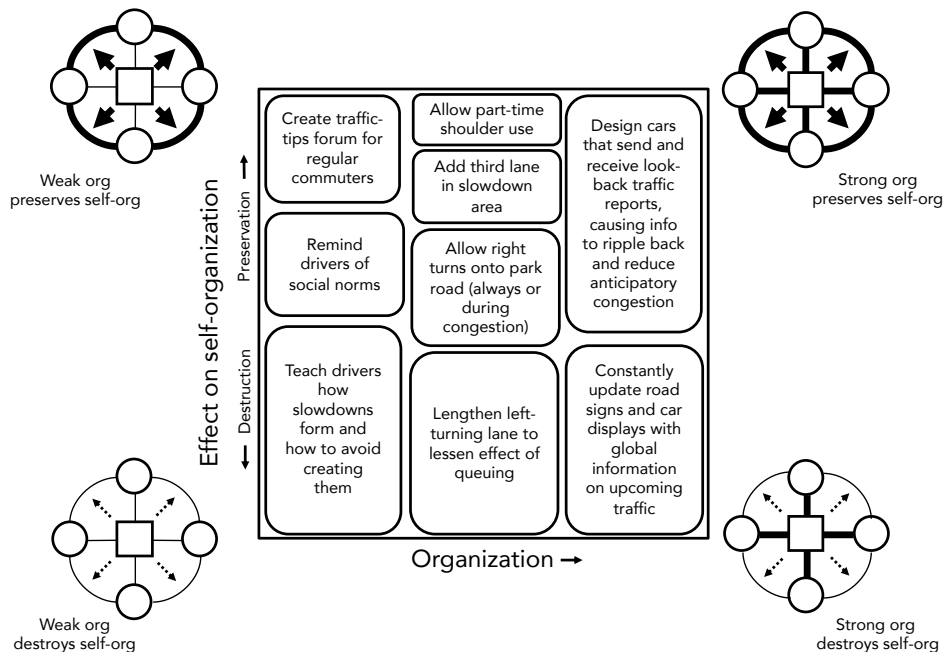 Weak org
preserves self-org
Strong org
preserves self-org
Effect on self-organization
Preservation →
← Destruction
Create traffic-
tips forum for
regular
commuters
Allow part-time
shoulder use
Add third lane
in slowdown
area
Design cars
that send and
receive look-
back traffic
reports,
causing info
to ripple back
and reduce
anticipatory
congestion
Remind
drivers of
social norms
Allow right
turns onto park
road (always or
during
congestion)
Teach drivers
how
slowdowns
form and
how to avoid
creating
them
Lengthen left-
turning lane to
lessen effect of
queuing
Constantly
update road
signs and car
displays with
global
information
on upcoming
traffic
Organization →
Weak org
destroys self-org
Strong org
destroys self-org